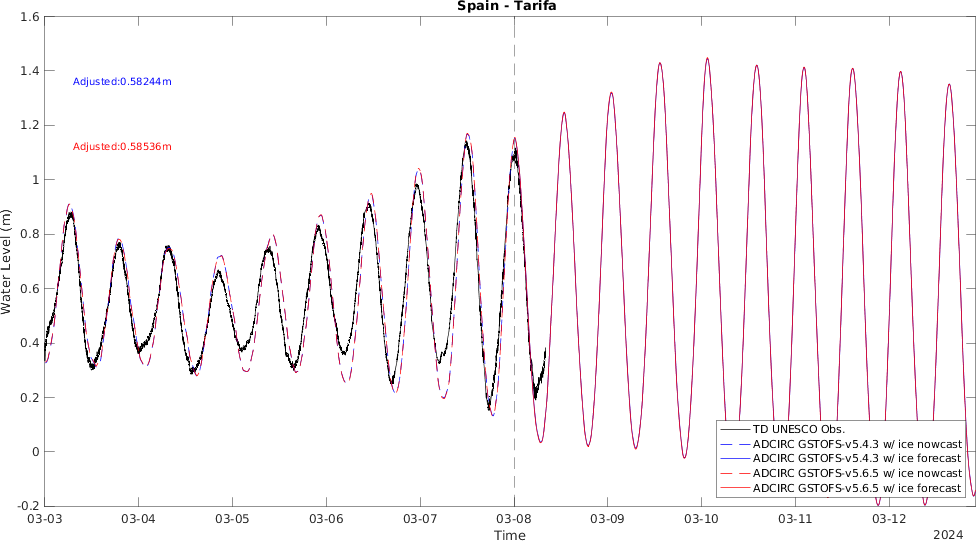 Spain - Tarifa
1.6
1.4
1.2
1
0.8
0.6
0.4
0.2
0
-0.2
Water Level (m)
Adjusted:0.58244m
Adjusted:0.58536m
TD UNESCO Obs.
ADCIRC GSTOFS-v5.4.3 w/ ice nowcast
ADCIRC GSTOFS-v5.4.3 w/ ice forecast
ADCIRC GSTOFS-v5.6.5 w/ ice nowcast
ADCIRC GSTOFS-v5.6.5 w/ ice forecast
03-03 03-04 03-05 03-06 03-07 03-08 03-09 03-10 03-11 03-12
Time
2024